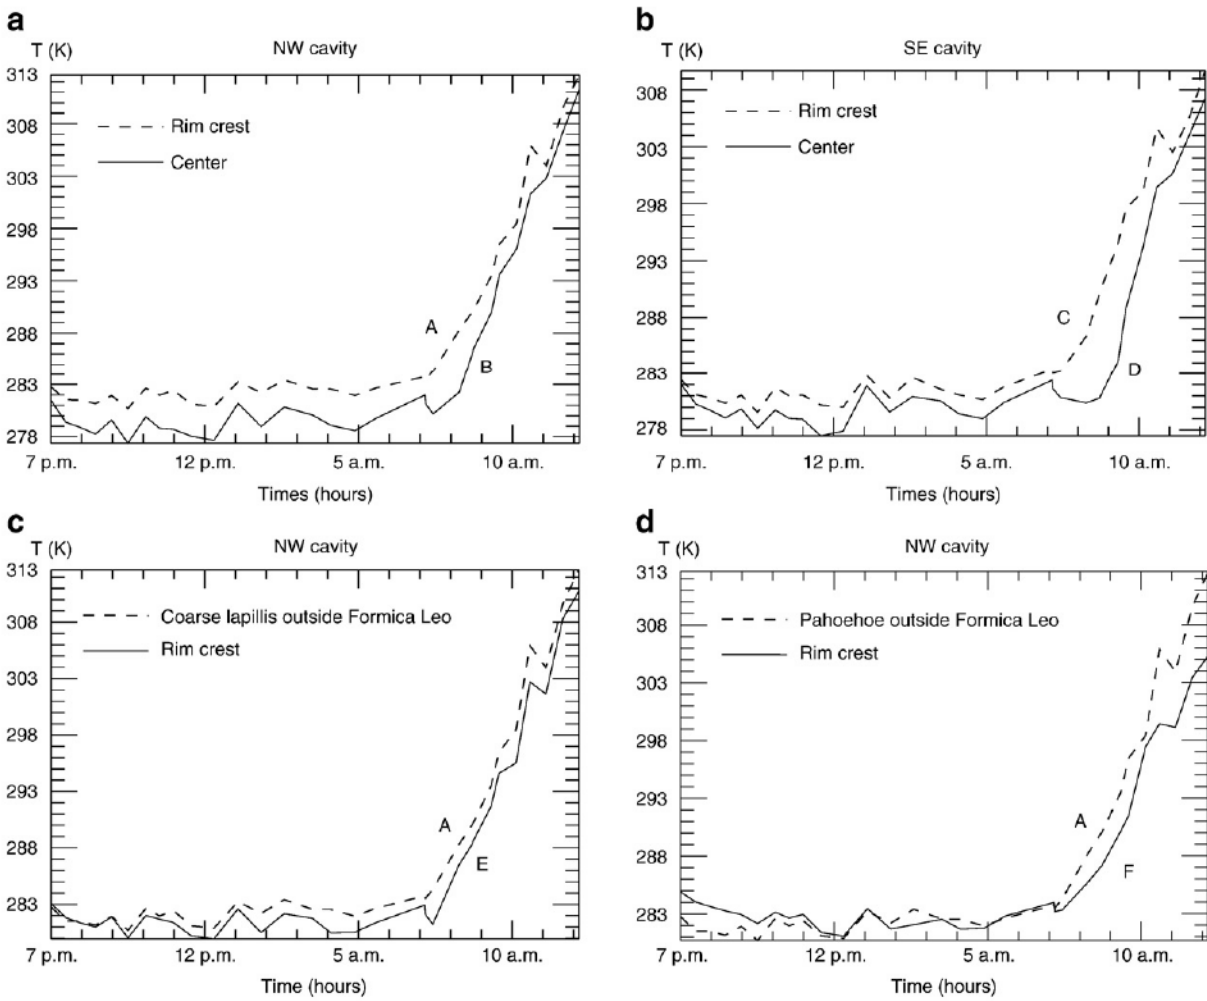 a
T (K)
NW cavity
313
308
303
298
293
288
283
278
Rim crest
Center
A
B
7 p.m.
12 p.m.
5 a.m.
10 a.m.
Times (hours)
b
T (K)
SE cavity
308
303
298
293
288
283
278
Rim crest
Center
C
D
7 p.m.
12 p.m.
5 a.m.
10 a.m.
Times (hours)
c
T (K)
NW cavity
313
308
303
298
293
288
283
Coarse lapillis outside Formica Leo
Rim crest
A
E
7 p.m.
12 p.m.
5 a.m.
10 a.m.
Time (hours)
d
T (K)
NW cavity
313
308
303
298
293
288
283
Pahoehoe outside Formica Leo
Rim crest
A
F
7 p.m.
12 p.m.
5 a.m.
10 a.m.
Time (hours)